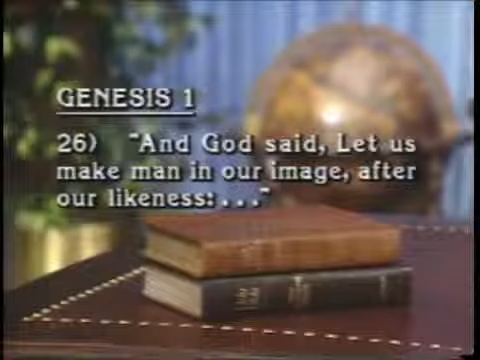 GENESIS 1
26) "And God said, Let us
make man in our image, after
our likeness: . . ."